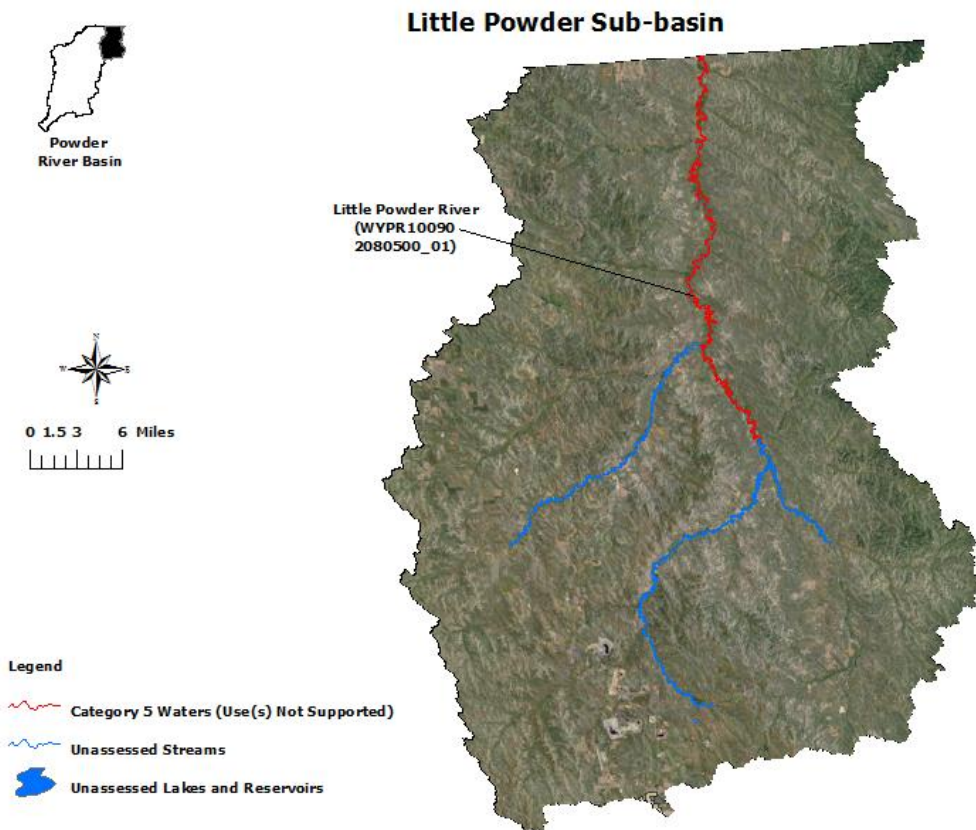 Little Powder Sub-basin
Powder
River Basin
Little Powder River
(WYPR10090
2080500_01)
N
W
E
S
0 1.5 3 6 Miles
Legend
Category 5 Waters (Use(s) Not Supported)
Unassessed Streams
Unassessed Lakes and Reservoirs